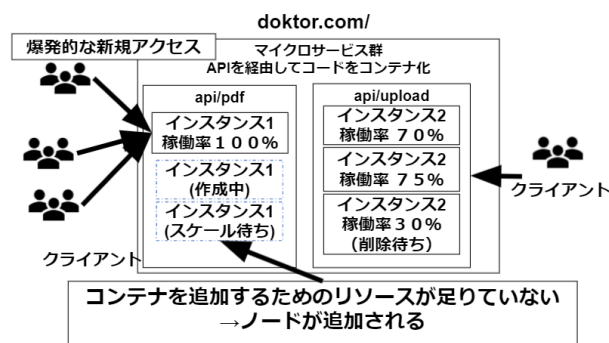 doktor.com/
爆発的な新規アクセス
マイクロサービス群
APIを経由してコードをコンテナ化
api/pdf
インスタンス1
稼働率１００%
インスタンス1
(作成中)
インスタンス1
(スケール待ち)
api/upload
インスタンス2
稼働率 ７０%
インスタンス2
稼働率 ７５%
インスタンス2
稼働率３０%
（削除待ち）
クライアント
クライアント
コンテナを追加するためのリソースが足りていない
→ノードが追加される